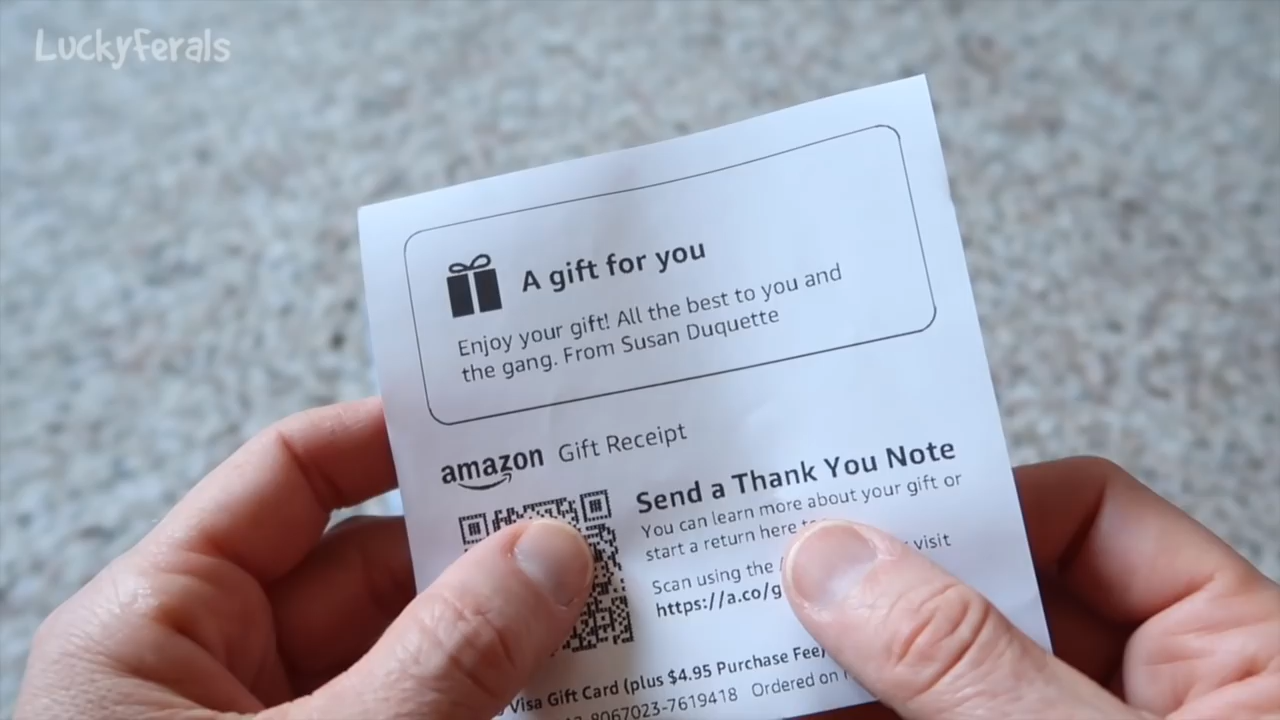 LuckyFerals
A gift for you
Enjoy your gift! All the best to you and
the gang. From Susan Duquette
amazon Gift Receipt
Send a Thank You Note
You can learn more about your gift or
start a return here
Scan using the
visit
https://a.co/g
Visa Gift Card (plus $4.95 Purchase Fee)
8067023-7619418 Ordered on